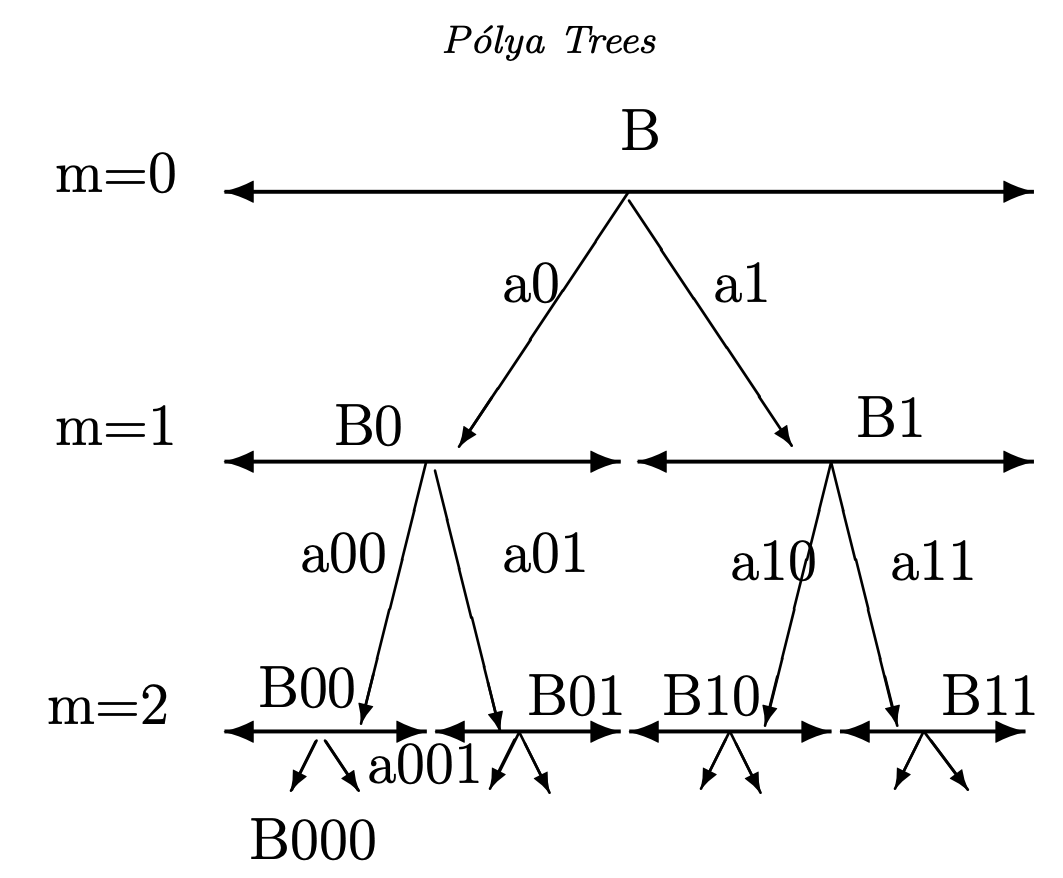 Pólya Trees
B
m=0
a0 a1
m=1 B0 B1
a00 a01 a10 a11
m=2 B00 B01 B10 B11
a001
B000